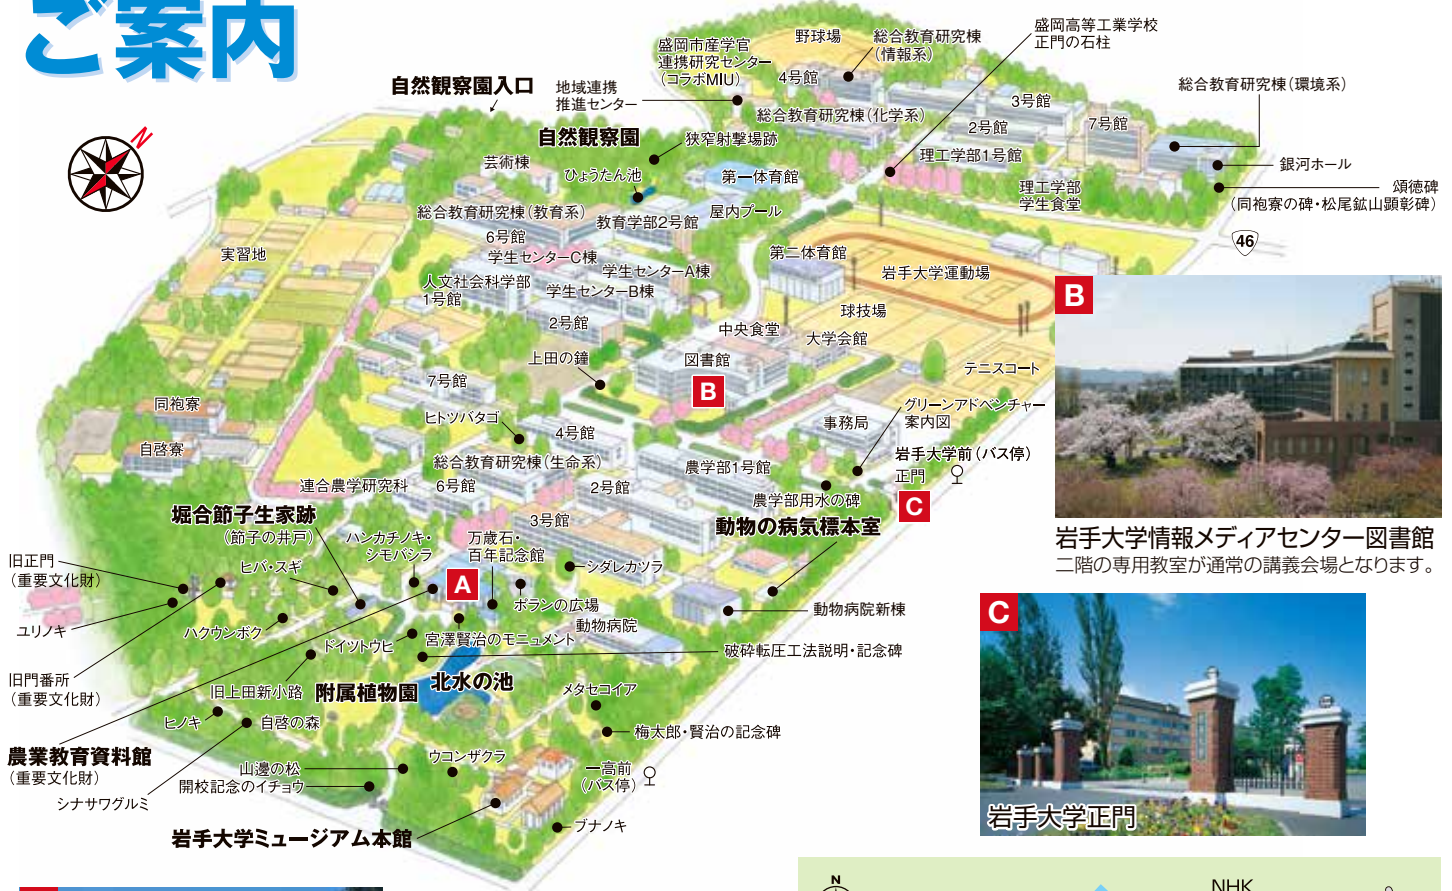 ご案内
N
自然観察園入口
自然観察園
地域連携
推進センター
盛岡市産学官
連携研究センター
(コラボMIU)
野球場
総合教育研究棟
(情報系)
盛岡高等工業学校
正門の石柱
4号館
総合教育研究棟(化学系)
3号館
2号館
7号館
理工学部1号館
総合教育研究棟(環境系)
銀河ホール
頌徳碑
(同袍寮の碑・松尾鉱山顕彰碑)
46
理工学部
学生食堂
狭窄射撃場跡
芸術棟
ひょうたん池
第一体育館
屋内プール
総合教育研究棟(教育系)
教育学部2号館
6号館
学生センターC棟
学生センターA棟
学生センターB棟
人文社会科学部
1号館
2号館
実習地
第二体育館
岩手大学運動場
球技場
中央食堂
大学会館
図書館
B
テニスコート
上田の鐘
7号館
ヒトツバタゴ
4号館
同袍寮
自啓寮
総合教育研究棟(生命系)
連合農学研究科
6号館
2号館
3号館
農学部1号館
事務局
グリーンアドベンチャー
案内図
岩手大学前(バス停)
正門
C
農学部用水の碑
動物の病気標本室
堀合節子生家跡
(節子の井戸)
ハンカチノキ・
シモバシラ
万歳石・
百年記念館
シダレカツラ
A
旧正門
(重要文化財)
ヒバ・スギ
ユリノキ
ハクウンボク
ドイツトウヒ
ポランの広場
宮澤賢治のモニュメント
動物病院
動物病院新棟
破砕転圧工法説明・記念碑
旧門番所
(重要文化財)
旧上田新小路
附属植物園
北水の池
メタセコイア
ヒノキ
自啓の森
梅太郎・賢治の記念碑
農業教育資料館
(重要文化財)
シナサワグルミ
山邊の松
開校記念のイチョウ
ウコンザクラ
一高前
(バス停)
岩手大学ミュージアム本館
ブナノキ
B
岩手大学情報メディアセンター図書館
二階の専用教室が通常の講義会場となります。
C
岩手大学正門
N
NHK